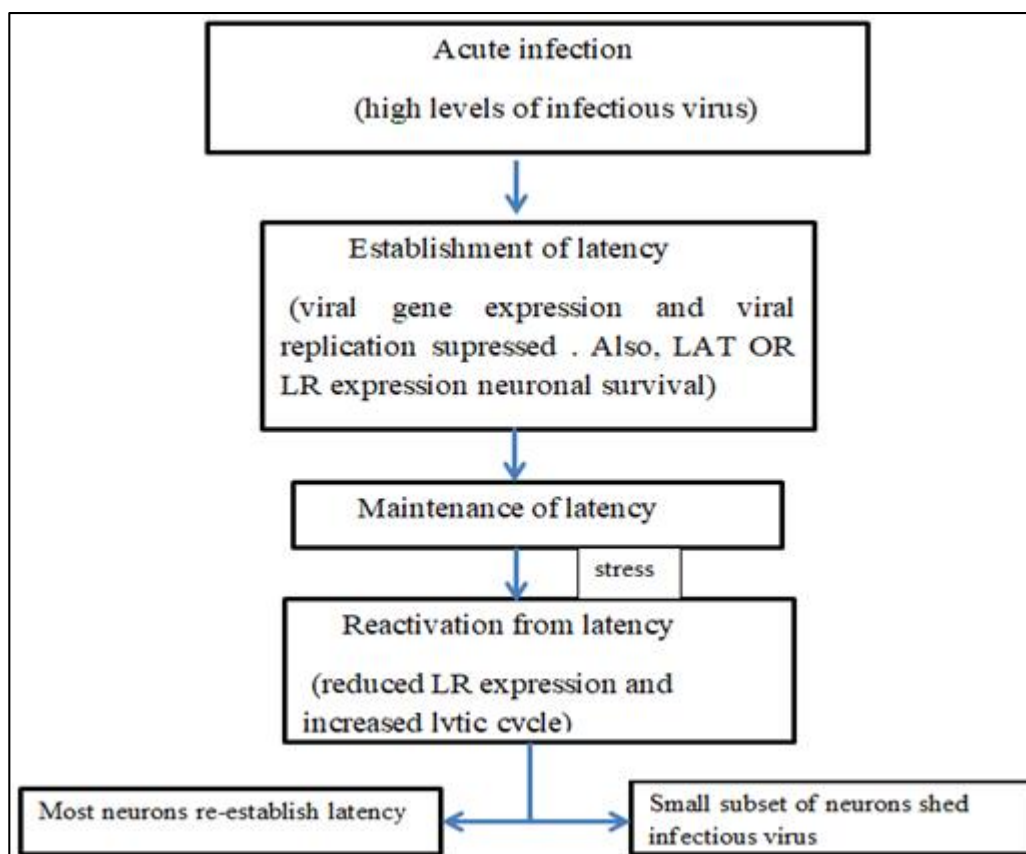 Acute infection
(high levels of infectious virus)
Establishment of latency
(viral gene expression and viral
replication supressed . Also, LAT OR
LR expression neuronal survival)
Maintenance of latency
stress
Reactivation from latency
(reduced LR expression and
increased lytic cycle)
Most neurons re-establish latency
Small subset of neurons shed
infectious virus